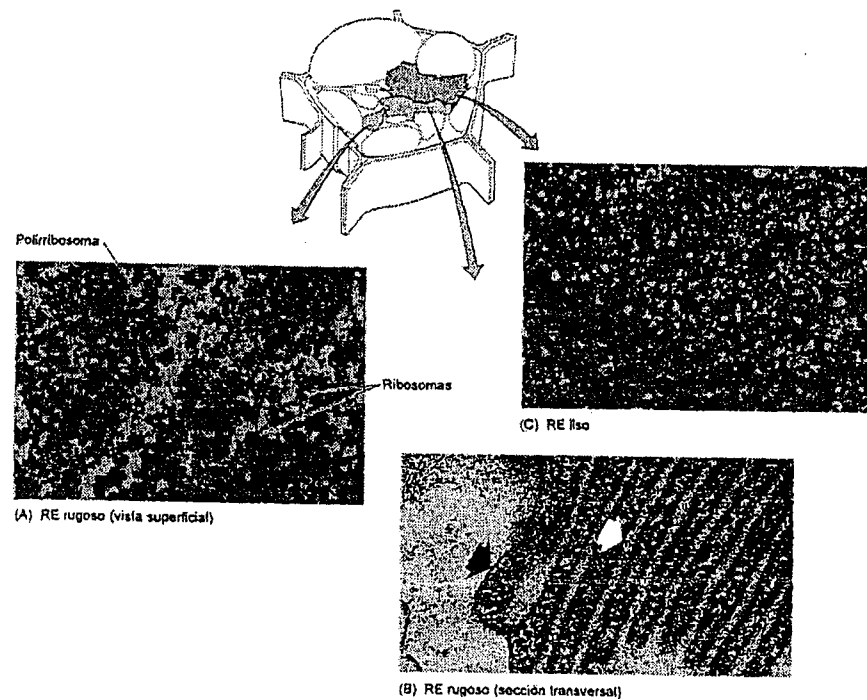 Polirribosoma
Ribosomas
(C) RE liso
(A) RE rugoso (vista superficial)
(B) RE rugoso (sección transversal)